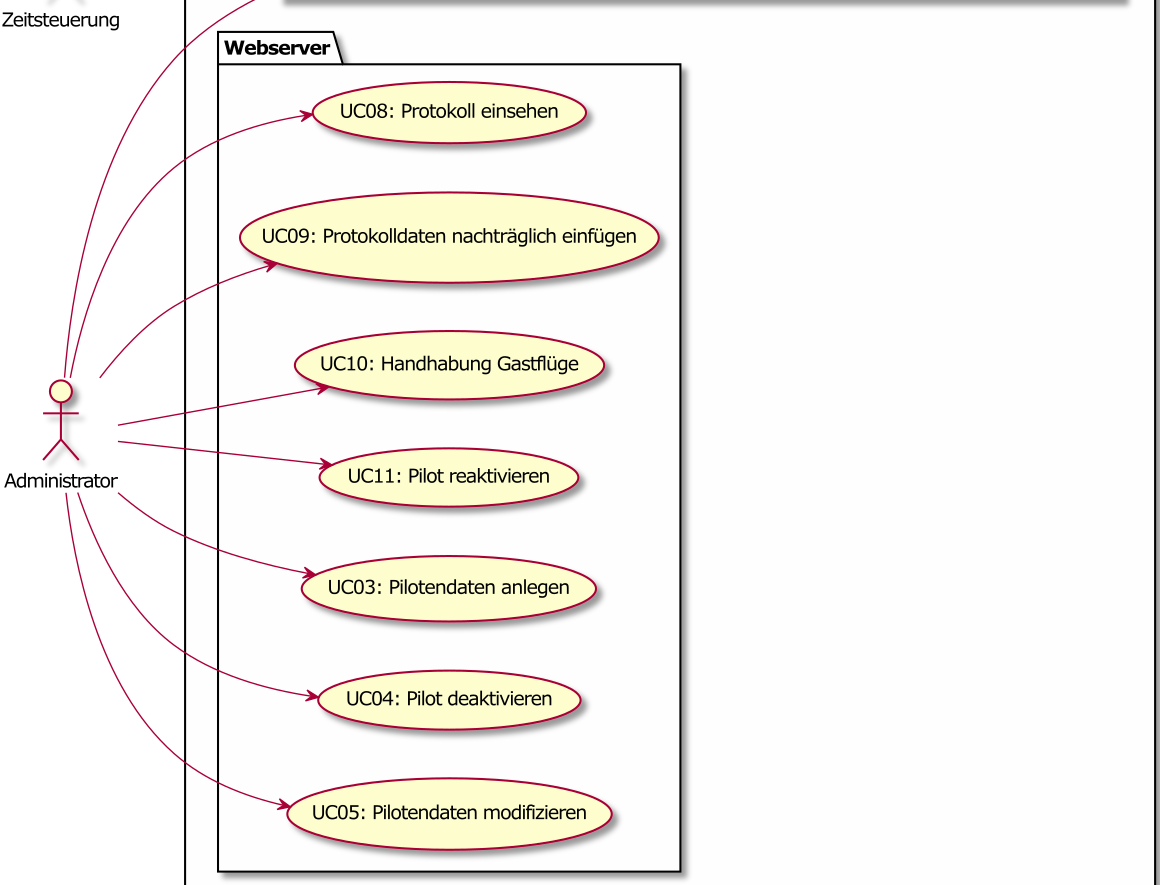 Zeitsteuerung
Webserver
UC08: Protokoll einsehen
UC09: Protokolldaten nachträglich einfügen
UC10: Handhabung Gastflüge
UC11: Pilot reaktivieren
Administrator
UC03: Pilotendaten anlegen
UC04: Pilot deaktivieren
UC05: Pilotendaten modifizieren